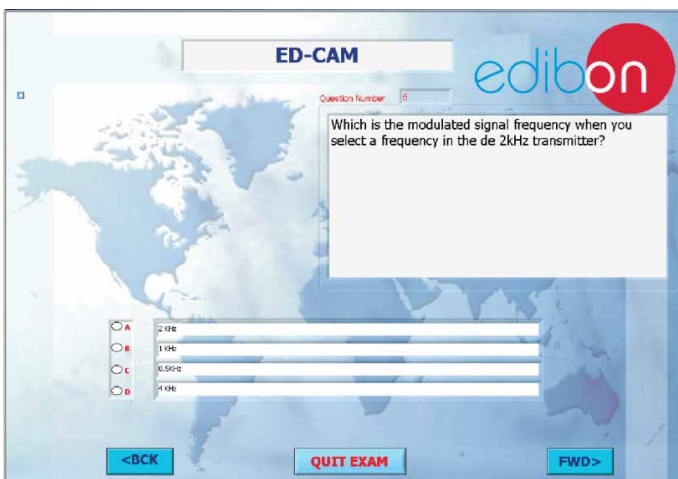 ED-CAM
edibon
Question Number 6
Which is the modulated signal frequency when you
select a frequency in the de 2kHz transmitter?
A 2 KHz
B 1 KHz
C 0.5KHz
D 4 KHz
<BCK
QUIT EXAM
FWD>